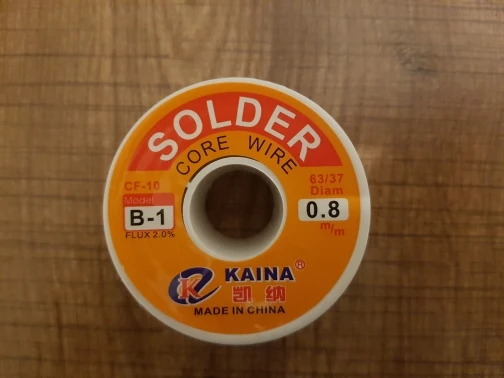 SOLDER
CORE WIRE
CF-10
Model
B-1
FLUX 2.0%
63/37
Diam
0.8
m/m
K
KAINA®
凯纳
MADE IN CHINA